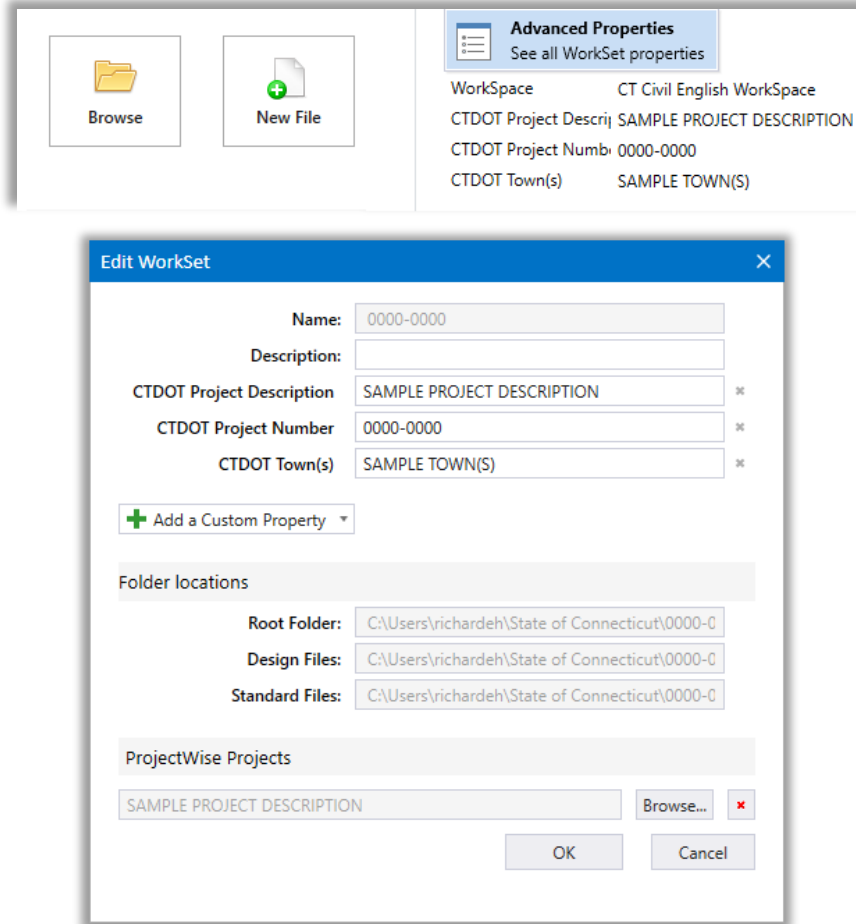 Browse
New File
Advanced Properties
See all WorkSet properties
WorkSpace CT Civil English WorkSpace
CTDOT Project Descrip SAMPLE PROJECT DESCRIPTION
CTDOT Project Numbe 0000-0000
CTDOT Town(s) SAMPLE TOWN(S)
Edit WorkSet
Name: 0000-0000
Description:
CTDOT Project Description SAMPLE PROJECT DESCRIPTION
CTDOT Project Number 0000-0000
CTDOT Town(s) SAMPLE TOWN(S)
Add a Custom Property
Folder locations
Root Folder: C:\Users\richardeh\State of Connecticut\0000-0
Design Files: C:\Users\richardeh\State of Connecticut\0000-0
Standard Files: C:\Users\richardeh\State of Connecticut\0000-0
ProjectWise Projects
SAMPLE PROJECT DESCRIPTION Browse...
OK Cancel